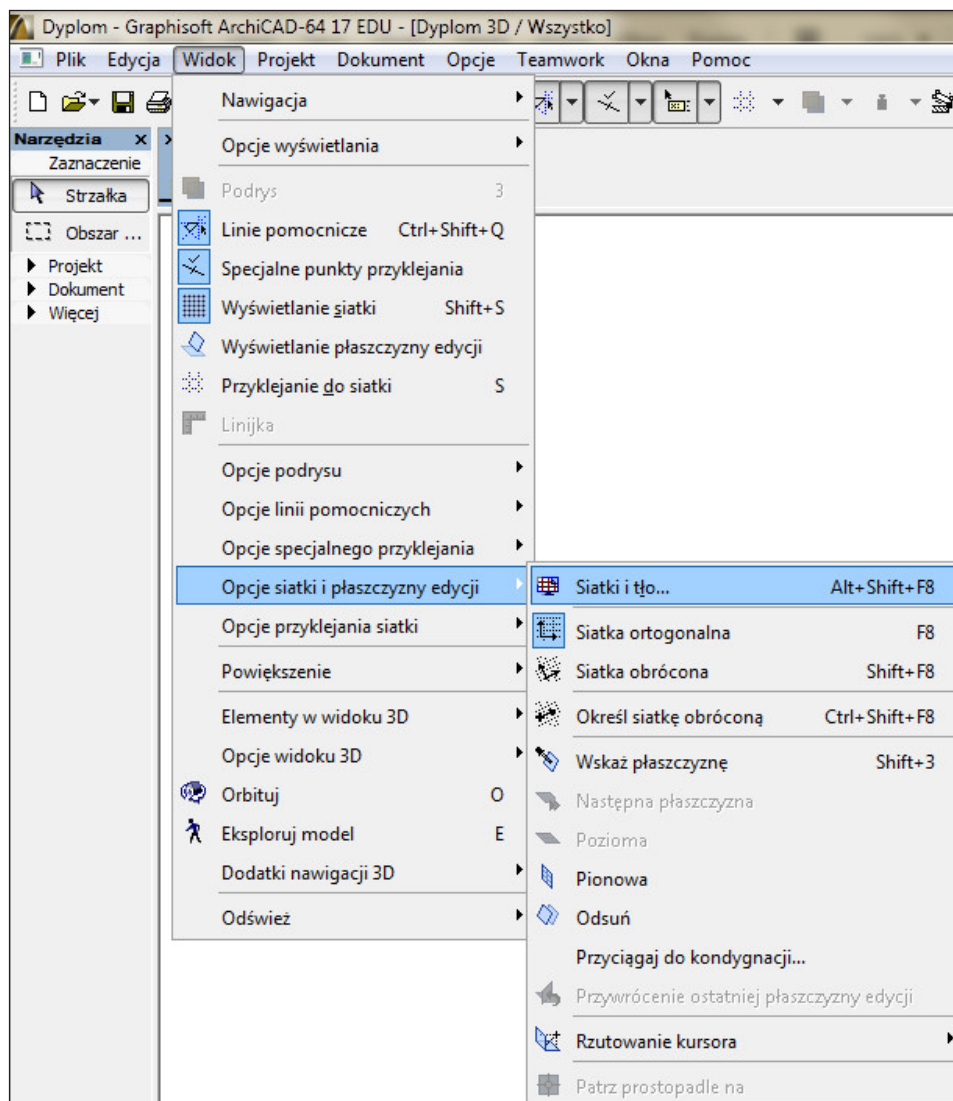 Dyplom - Graphisoft ArchiCAD-64 17 EDU - [Dyplom 3D / Wszystko]
Plik Edycja Widok Projekt Dokument Opcje Teamwork Okna Pomoc
Narzędzia x
Zaznaczenie
Strzałka
Obszar ...
Projekt
Dokument
Więcej
Nawigacja
Opcje wyświetlania
Podrys 3
Linie pomocnicze Ctrl+Shift+Q
Specjalne punkty przyklejania
Wyświetlanie siatki Shift+S
Wyświetlanie płaszczyzny edycji
Przyklejanie do siatki S
Linijka
Opcje podrysu
Opcje linii pomocniczych
Opcje specjalnego przyklejania
Opcje siatki i płaszczyzny edycji
Opcje przyklejania siatki
Powiększenie
Elementy w widoku 3D
Opcje widoku 3D
Orbituj O
Eksploruj model E
Dodatki nawigacji 3D
Odśwież
Siatki i tło... Alt+Shift+F8
Siatka ortogonalna F8
Siatka obrócona Shift+F8
Określ siatkę obróconą Ctrl+Shift+F8
Wskaż płaszczyznę Shift+3
Następna płaszczyzna
Pozioma
Pionowa
Odsuń
Przyciągaj do kondygnacji...
Przywrócenie ostatniej płaszczyzny edycji
Rzutowanie kursora
Patrz prostopadle na